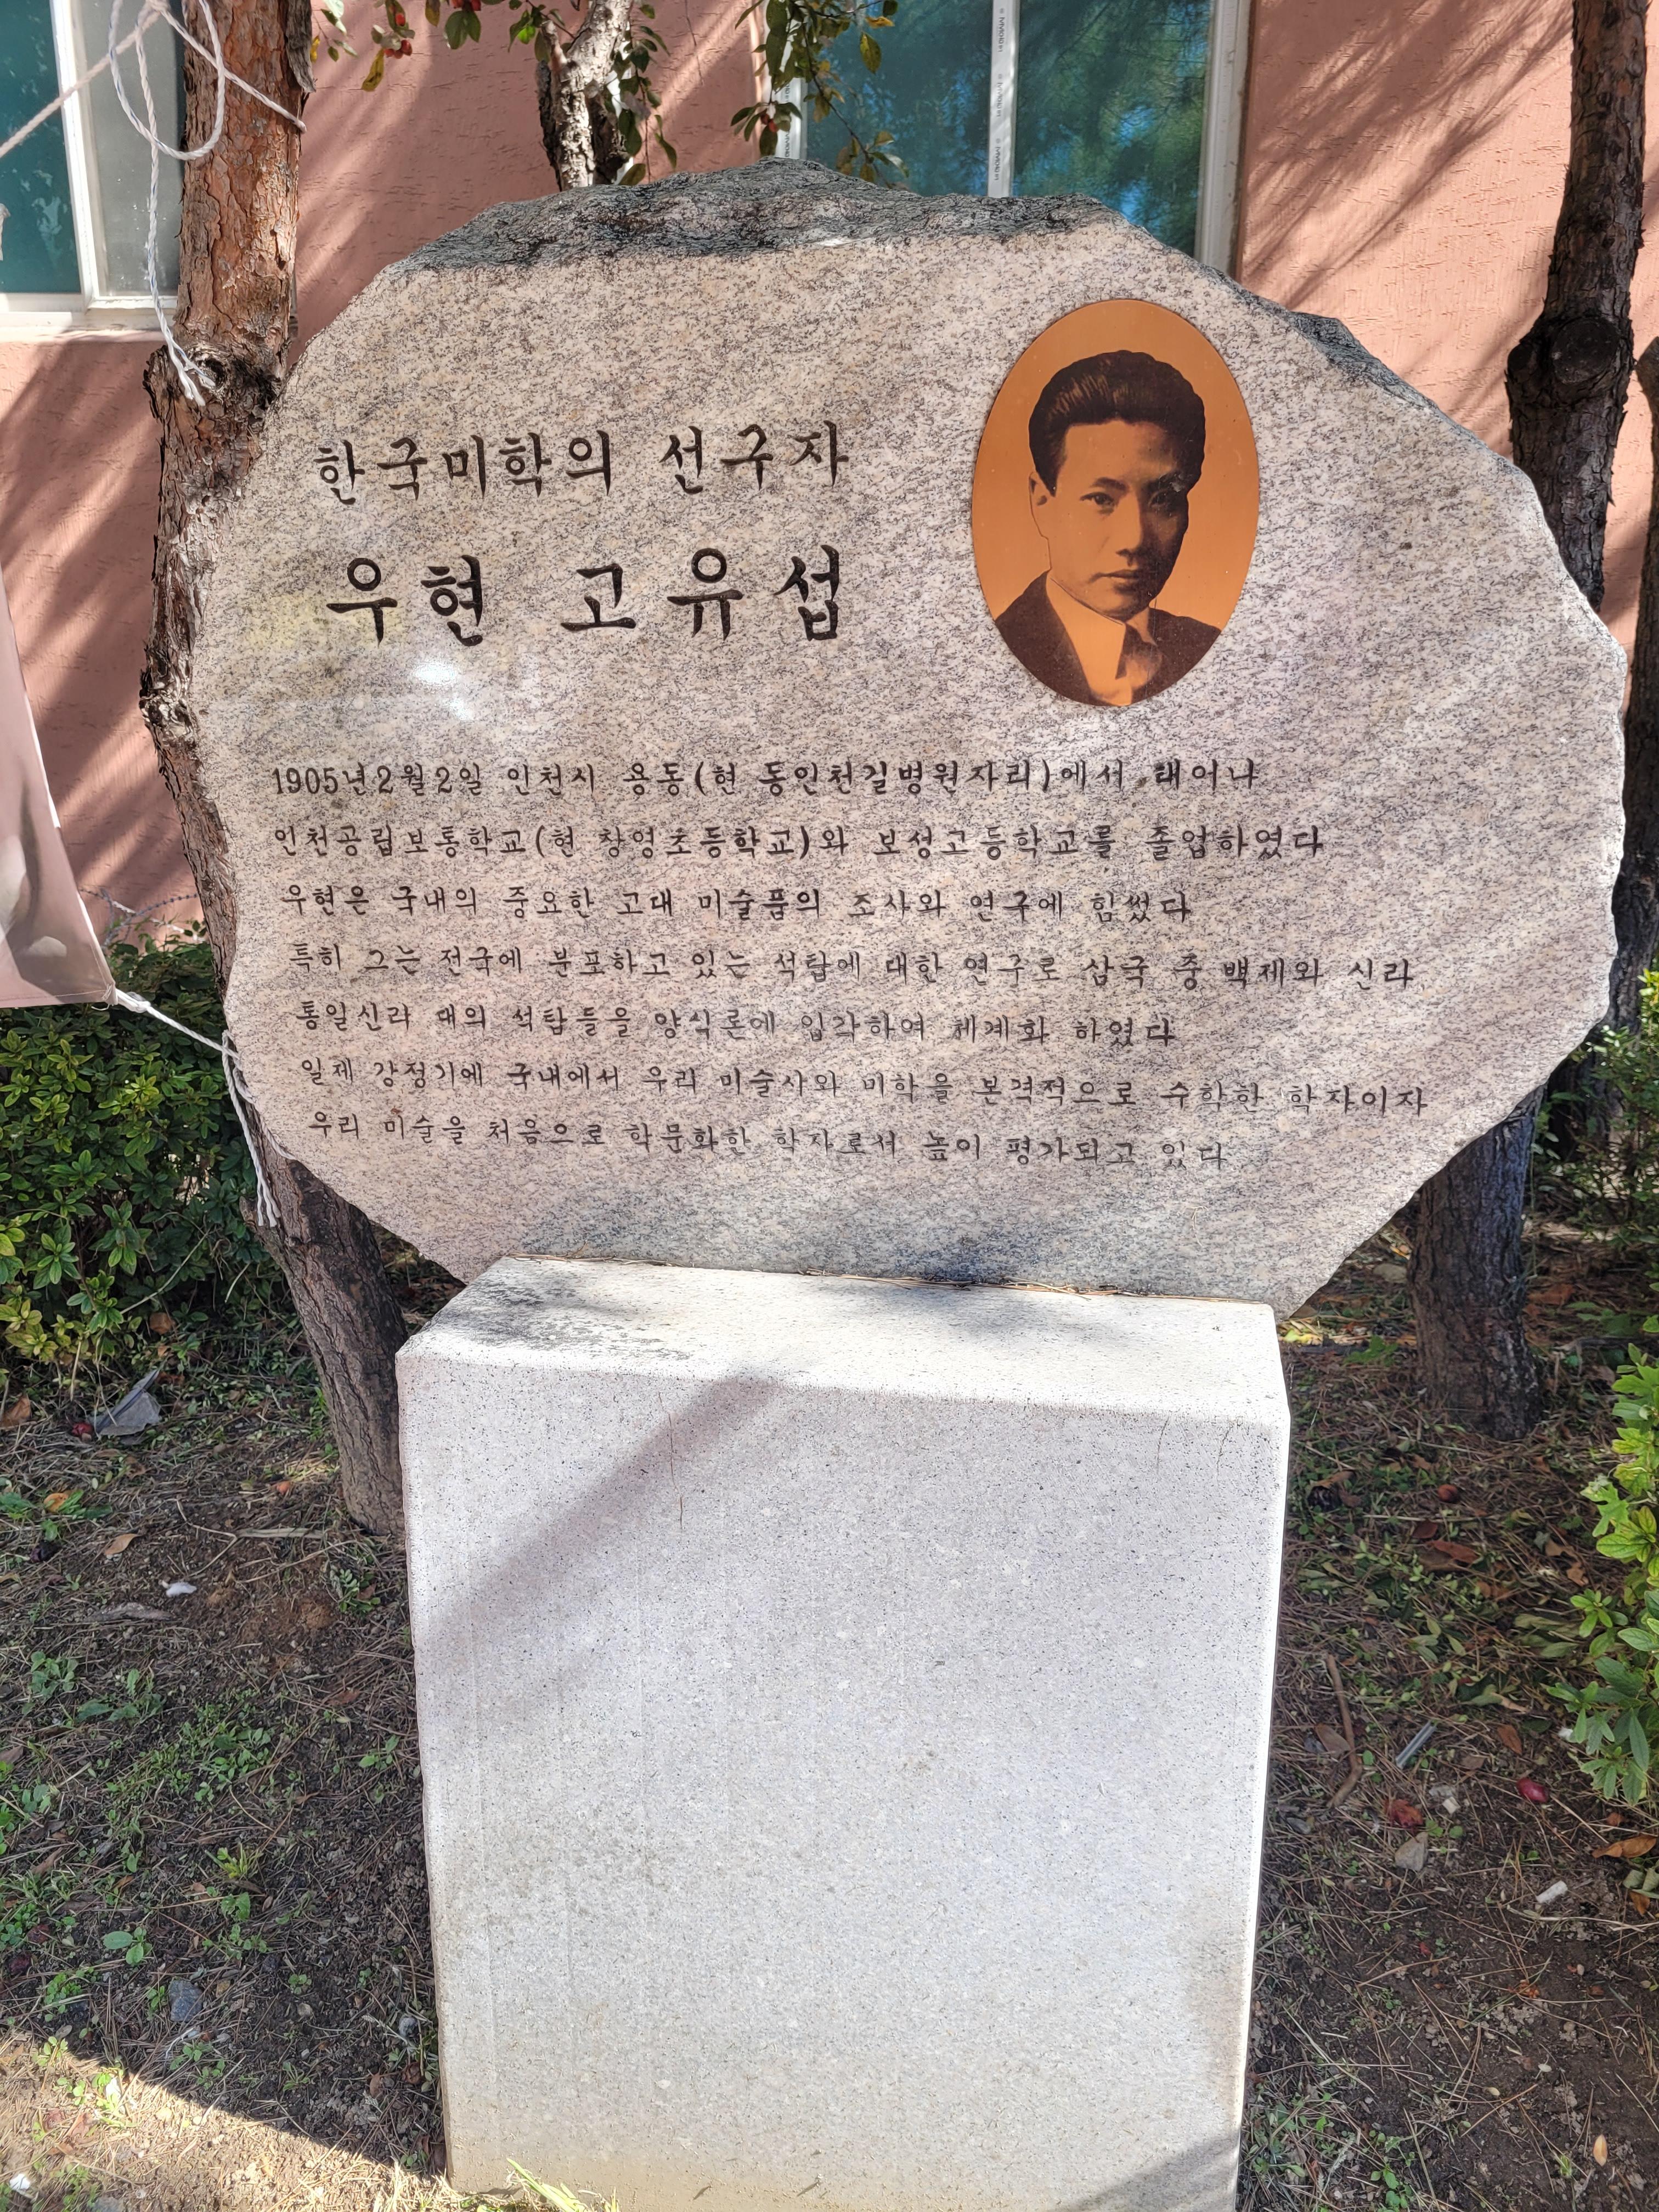 한국미학의 선구자
우현 고유섭
1905년2월2일 인천시 용동(현 동인천길병원자리)에서 태어나
인천공립보통학교(현 창영초등학교)와 보성고등학교를 졸업하였다
우현은 국내의 중요한 고대 미술품의 조사와 연구에 힘썼다
특히 그는 전국에 분포하고 있는 석탑에 대한 연구로 삼국 중 백제와 신라
통일신라 대의 석탑들을 양식론에 입각하여 체계화 하였다
일제 강점기에 국내에서 우리 미술사와 미학을 본격적으로 수학한 학자이자
우리 미술을 처음으로 학문화한 학자로서 높이 평가되고 있다